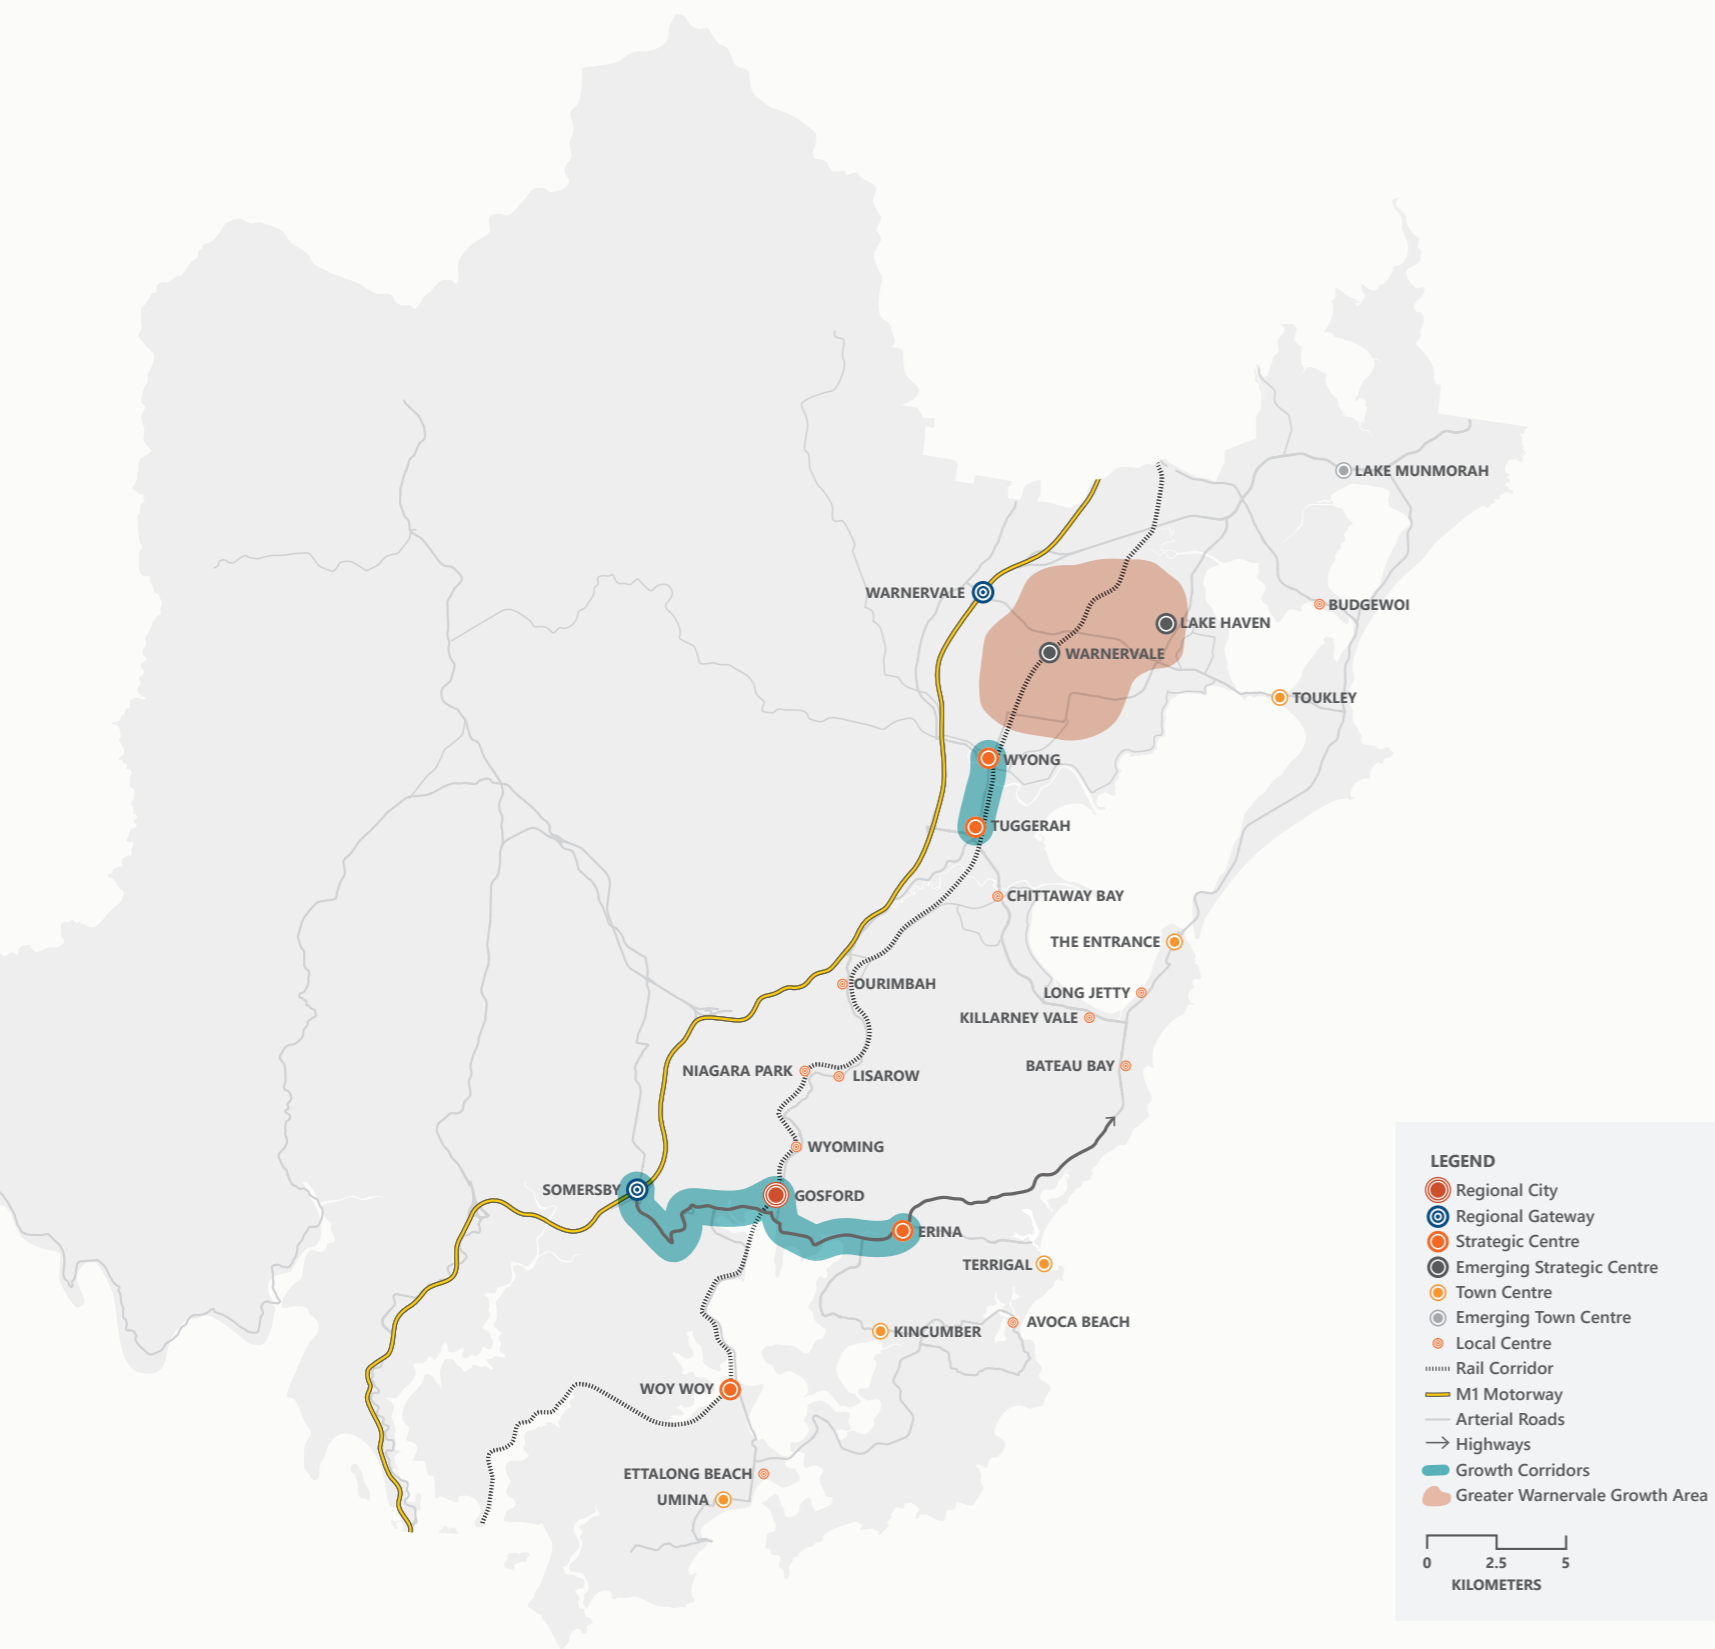 LAKE MUNMORAH
WARNERVALE
BUDGEWOI
LAKE HAVEN
WARNERVALE
TOUKLEY
WYONG
TUGGERAH
CHITTAWAY BAY
THE ENTRANCE
OURIMBAH
LONG JETTY
KILLARNEY VALE
BATEAU BAY
NIAGARA PARK
LISAROW
WYOMING
SOMERSBY
GOSFORD
ERINA
TERRIGAL
AVOCA BEACH
KINCUMBER
WOY WOY
ETTALONG BEACH
UMINA
LEGEND
Regional City
Regional Gateway
Strategic Centre
Emerging Strategic Centre
Town Centre
Emerging Town Centre
Local Centre
Rail Corridor
M1 Motorway
Arterial Roads
Highways
Growth Corridors
Greater Warnervale Growth Area
0 2.5 5
KILOMETERS